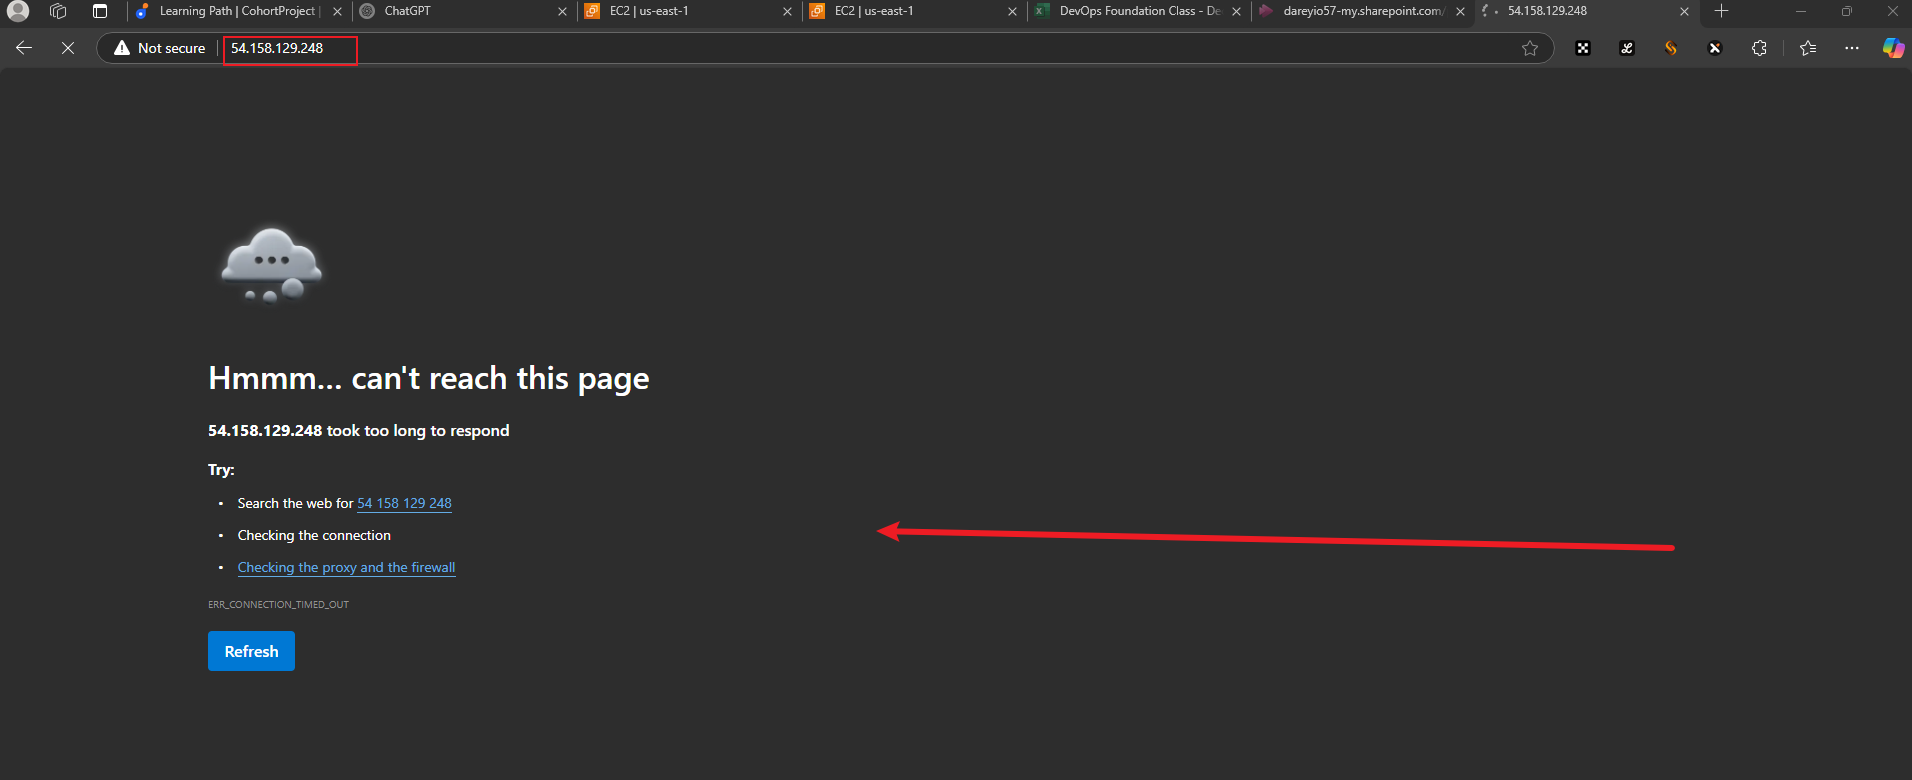 Learning Path | CohortProject |
ChatGPT
EC2 | us-east-1
EC2 | us-east-1
DevOps Foundation Class - De
dareyio57-my.sharepoint.com/
54.158.129.248
Not secure
54.158.129.248
Hmmm... can't reach this page
54.158.129.248 took too long to respond
Try:
• Search the web for 54 158 129 248
• Checking the connection
• Checking the proxy and the firewall
ERR_CONNECTION_TIMED_OUT
Refresh